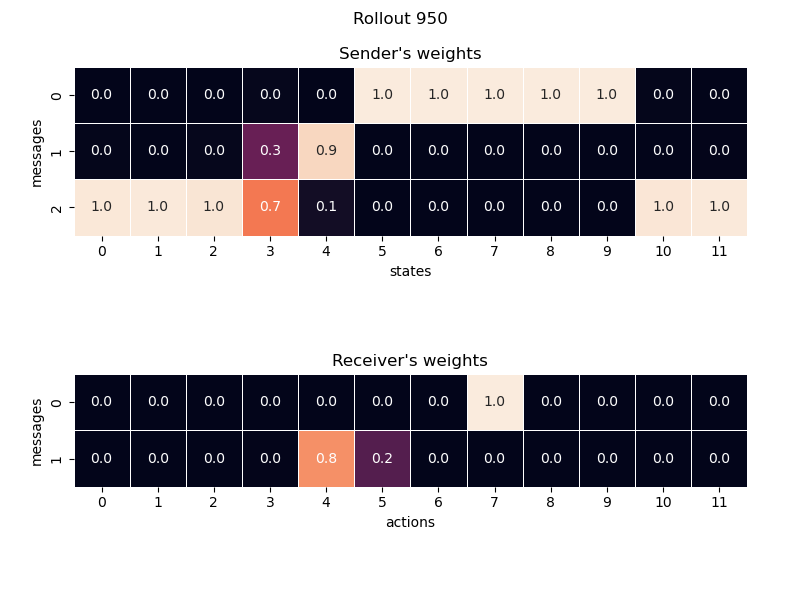 Rollout 950
Sender's weights
messages
0 0.0 0.0 0.0 0.0 0.0 1.0 1.0 1.0 1.0 1.0 0.0 0.0
1 0.0 0.0 0.0 0.3 0.9 0.0 0.0 0.0 0.0 0.0 0.0 0.0
2 1.0 1.0 1.0 0.7 0.1 0.0 0.0 0.0 0.0 0.0 1.0 1.0
0 1 2 3 4 5 6 7 8 9 10 11
states
Receiver's weights
messages
0 0.0 0.0 0.0 0.0 0.0 0.0 0.0 1.0 0.0 0.0 0.0 0.0
1 0.0 0.0 0.0 0.0 0.8 0.2 0.0 0.0 0.0 0.0 0.0 0.0
0 1 2 3 4 5 6 7 8 9 10 11
actions